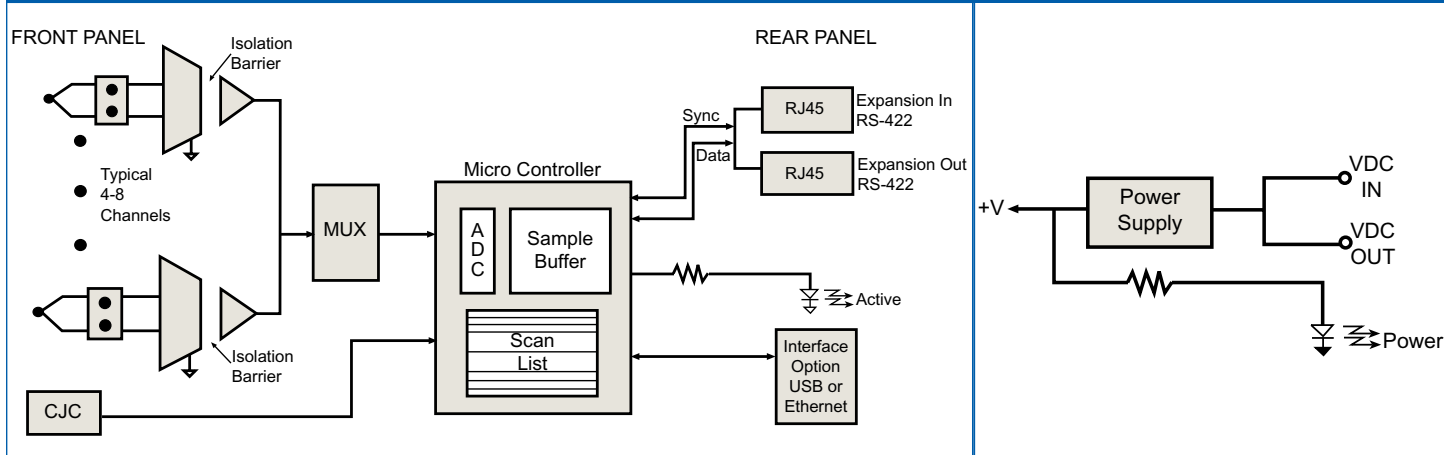 FRONT PANEL
Isolation
Barrier
Typical
4-8
Channels
Isolation
Barrier
CJC
MUX
Micro Controller
A
D
C
Sample
Buffer
Scan
List
REAR PANEL
Sync
Data
RJ45
Expansion In
RS-422
RJ45
Expansion Out
RS-422
Active
Interface
Option
USB or
Ethernet
+V
Power
Supply
VDC
IN
VDC
OUT
Power